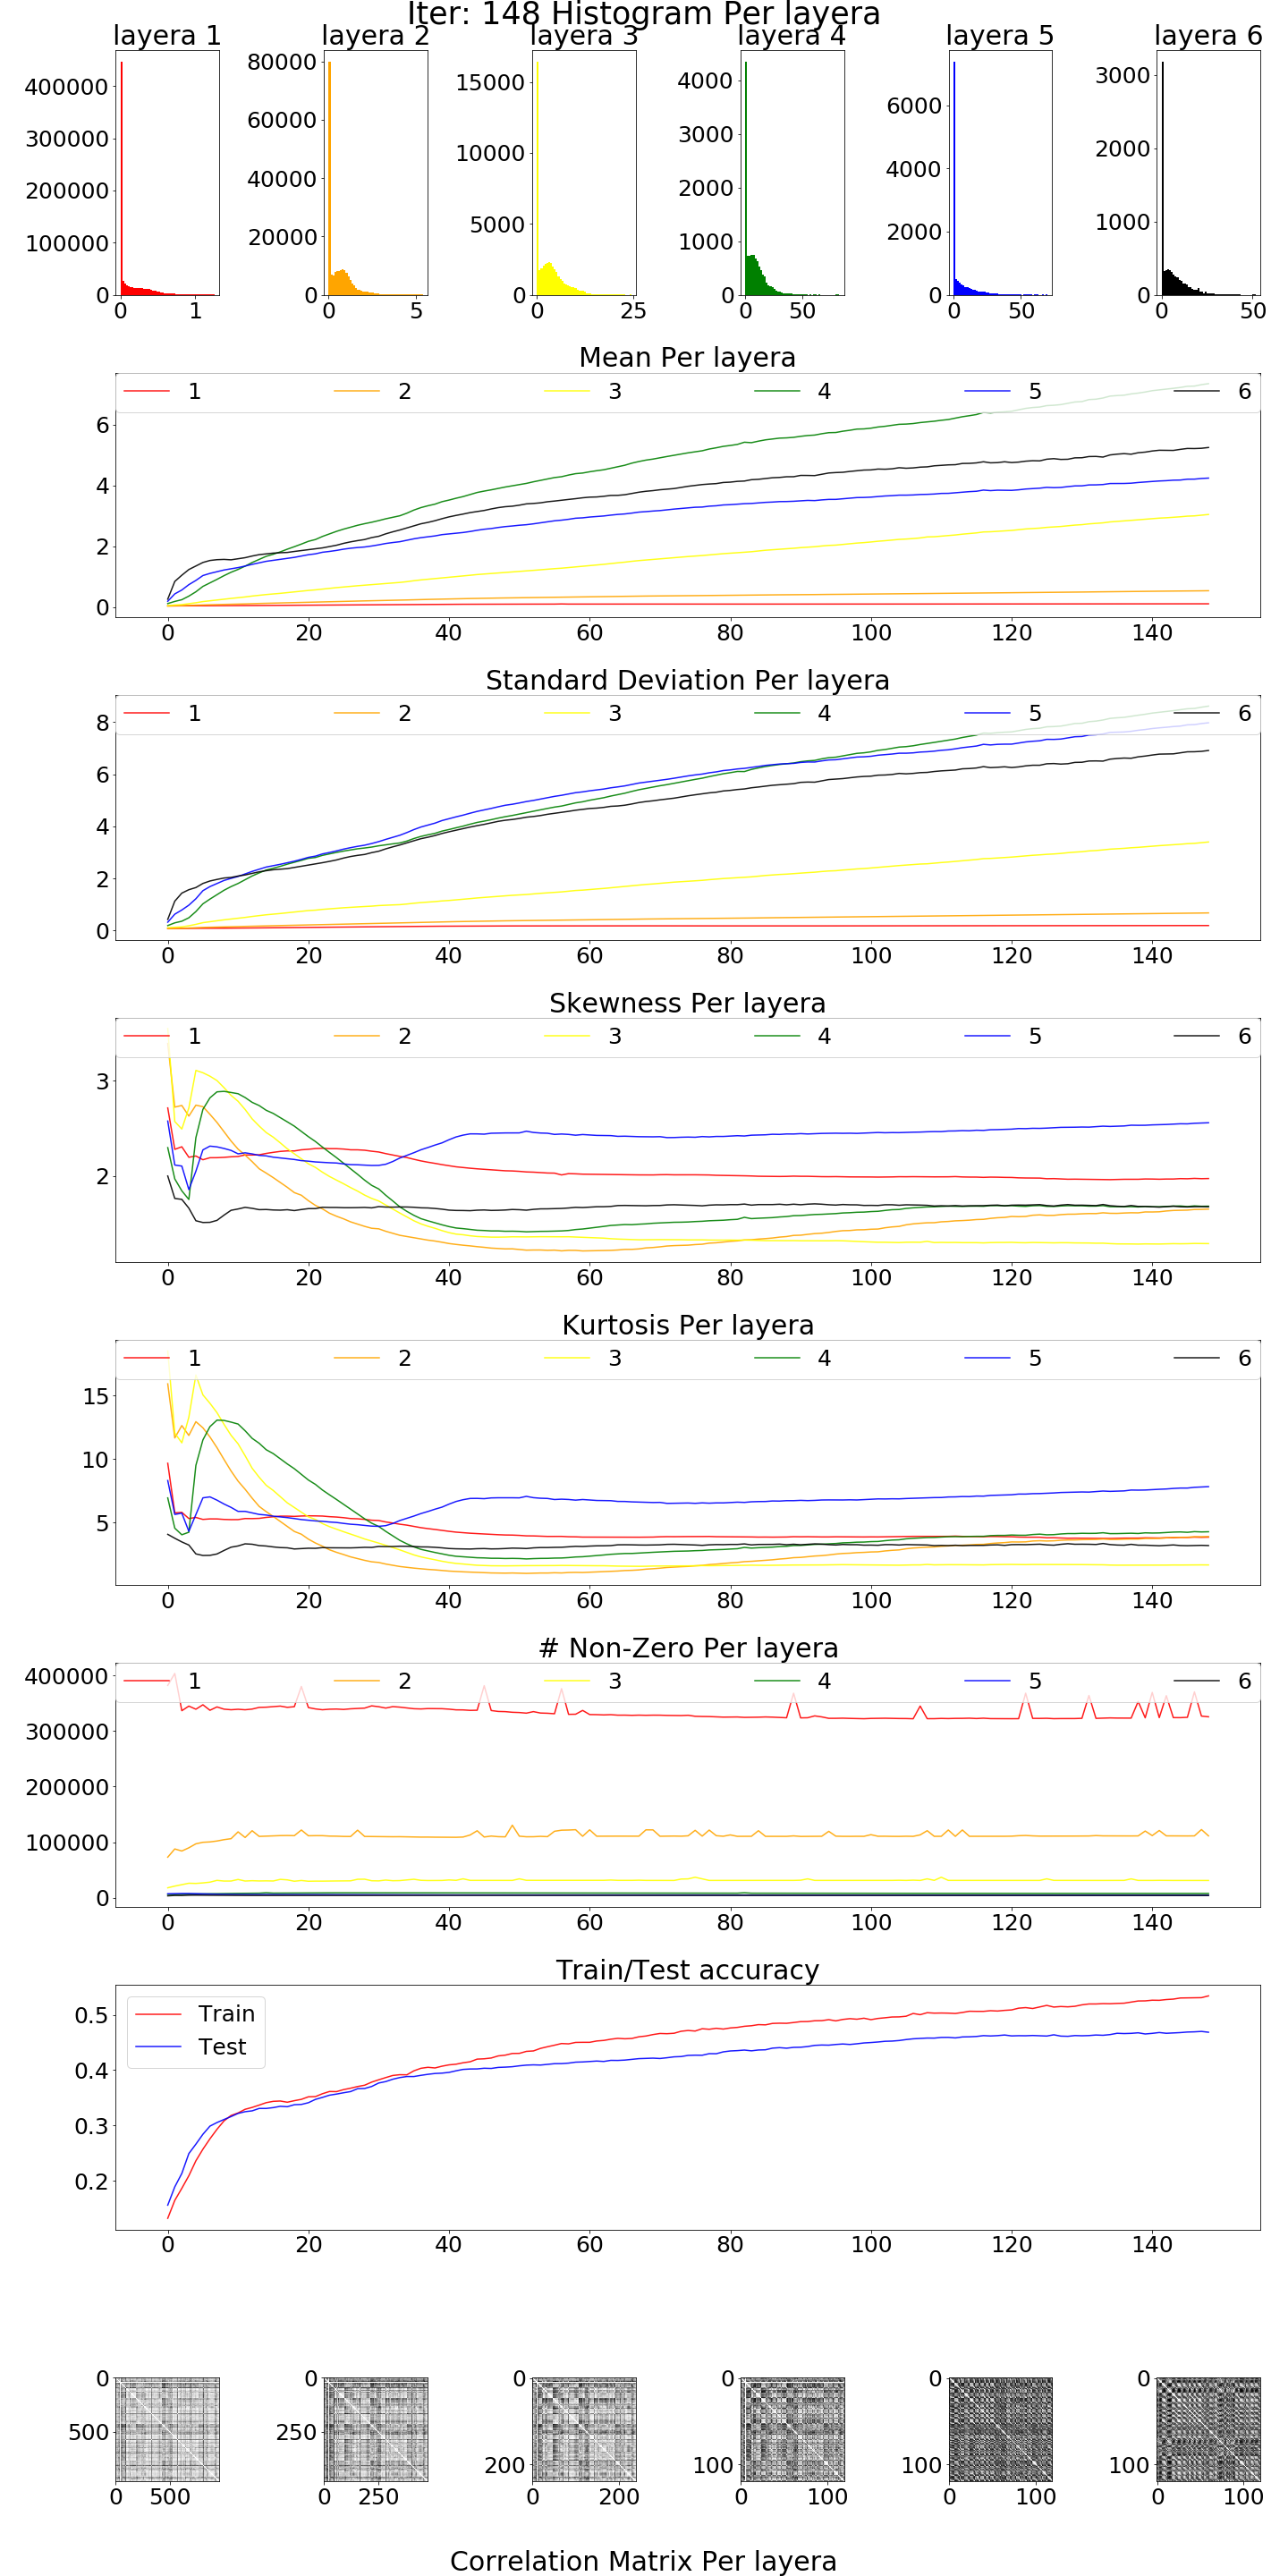 Iter: 148 Histogram Per layera
layera 1 layera 2 layera 3 layera 4 layera 5 layera 6
400000 300000 200000 100000 0
0 1
80000 60000 40000 20000 0
0 5
15000 10000 5000 0
0 25
4000 3000 2000 1000 0
0 50
6000 4000 2000 0
0 50
3000 2000 1000 0
0 50
Mean Per layera
1 2 3 4 5 6
6
4
2
0
0 20 40 60 80 100 120 140
Standard Deviation Per layera
1 2 3 4 5 6
8
6
4
2
0
0 20 40 60 80 100 120 140
Skewness Per layera
1 2 3 4 5 6
3
2
0 20 40 60 80 100 120 140
Kurtosis Per layera
1 2 3 4 5 6
15
10
5
0 20 40 60 80 100 120 140
# Non-Zero Per layera
1 2 3 4 5 6
400000
300000
200000
100000
0
0 20 40 60 80 100 120 140
Train/Test accuracy
Train
Test
0.5
0.4
0.3
0.2
0 20 40 60 80 100 120 140
0 500
0 500
0 250
0 250
0 200
0 200
0 100
0 100
0 100
0 100
0 100
0 100
Correlation Matrix Per layera